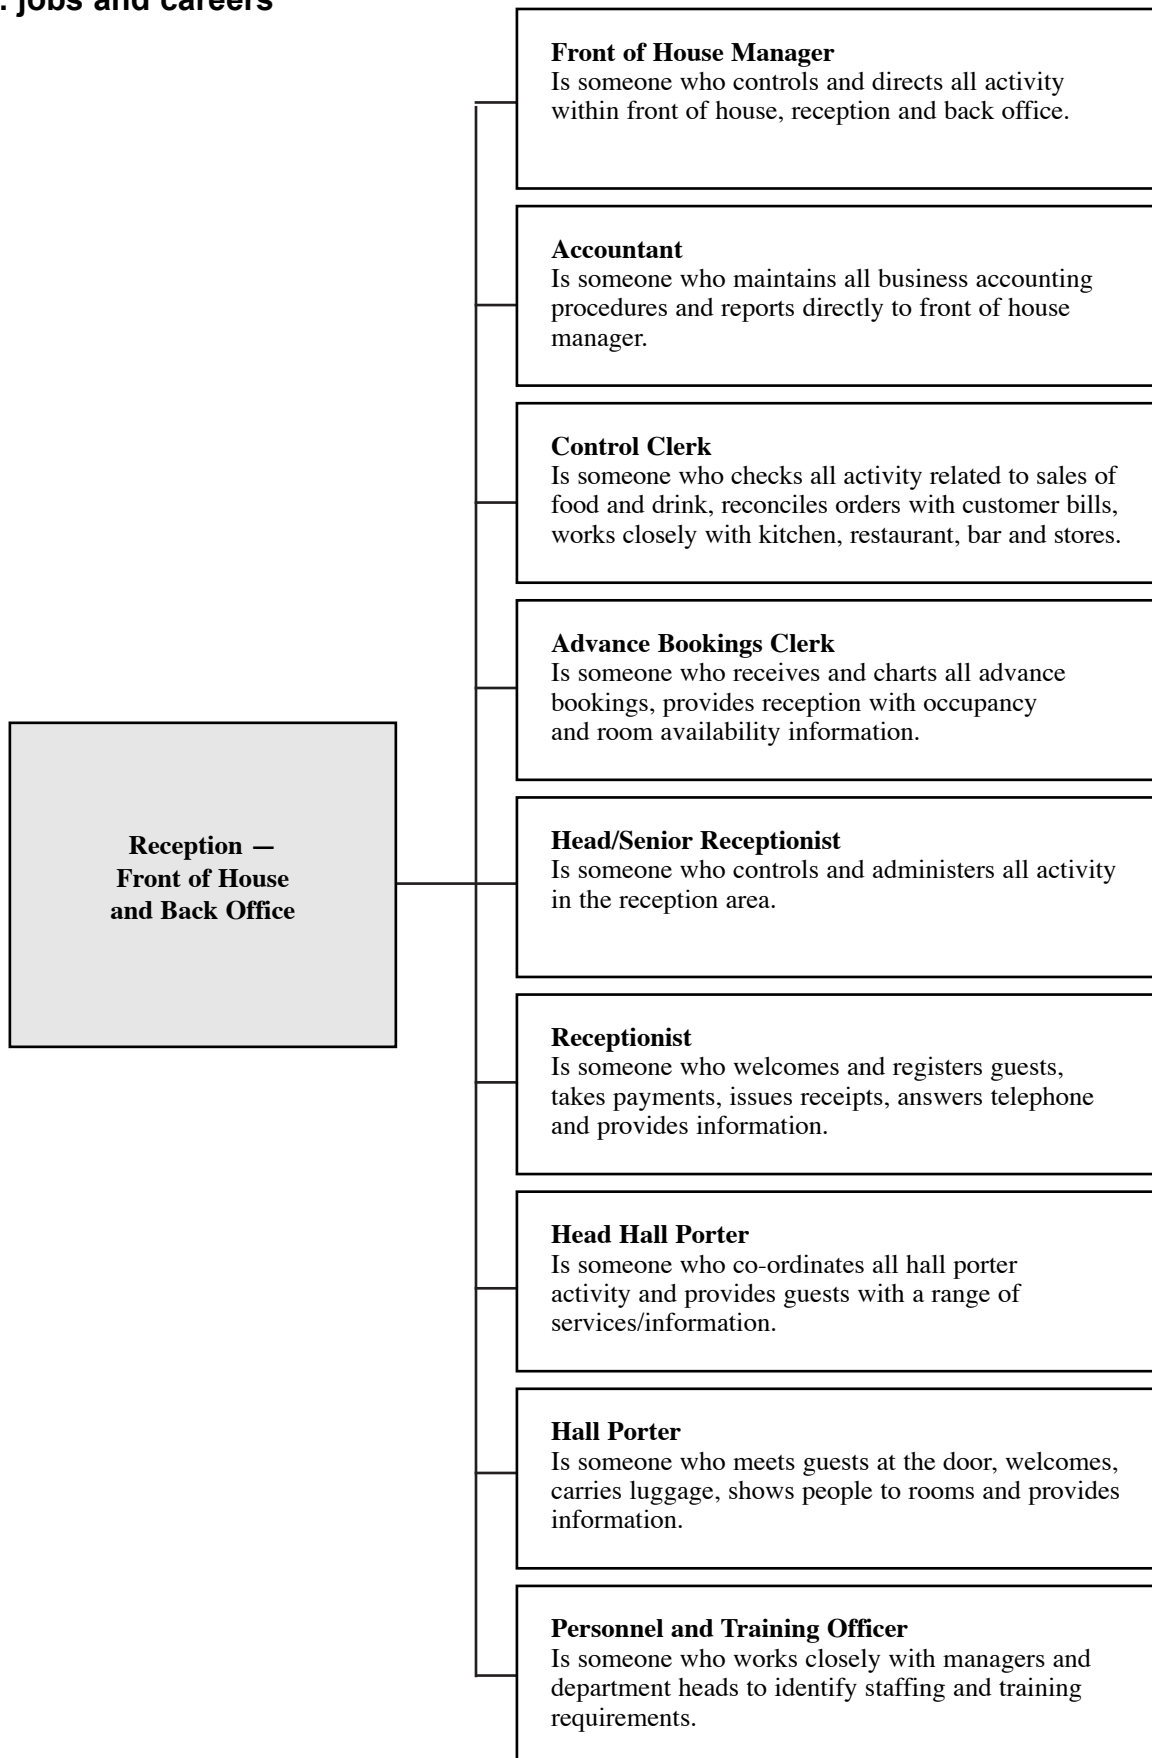 : jobs and careers
Front of House Manager
Is someone who controls and directs all activity
within front of house, reception and back office.
Accountant
Is someone who maintains all business accounting
procedures and reports directly to front of house
manager.
Control Clerk
Is someone who checks all activity related to sales of
food and drink, reconciles orders with customer bills,
works closely with kitchen, restaurant, bar and stores.
Advance Bookings Clerk
Is someone who receives and charts all advance
bookings, provides reception with occupancy
and room availability information.
Reception —
Front of House
and Back Office
Head/Senior Receptionist
Is someone who controls and administers all activity
in the reception area.
Receptionist
Is someone who welcomes and registers guests,
takes payments, issues receipts, answers telephone
and provides information.
Head Hall Porter
Is someone who co-ordinates all hall porter
activity and provides guests with a range of
services/information.
Hall Porter
Is someone who meets guests at the door, welcomes,
carries luggage, shows people to rooms and provides
information.
Personnel and Training Officer
Is someone who works closely with managers and
department heads to identify staffing and training
requirements.